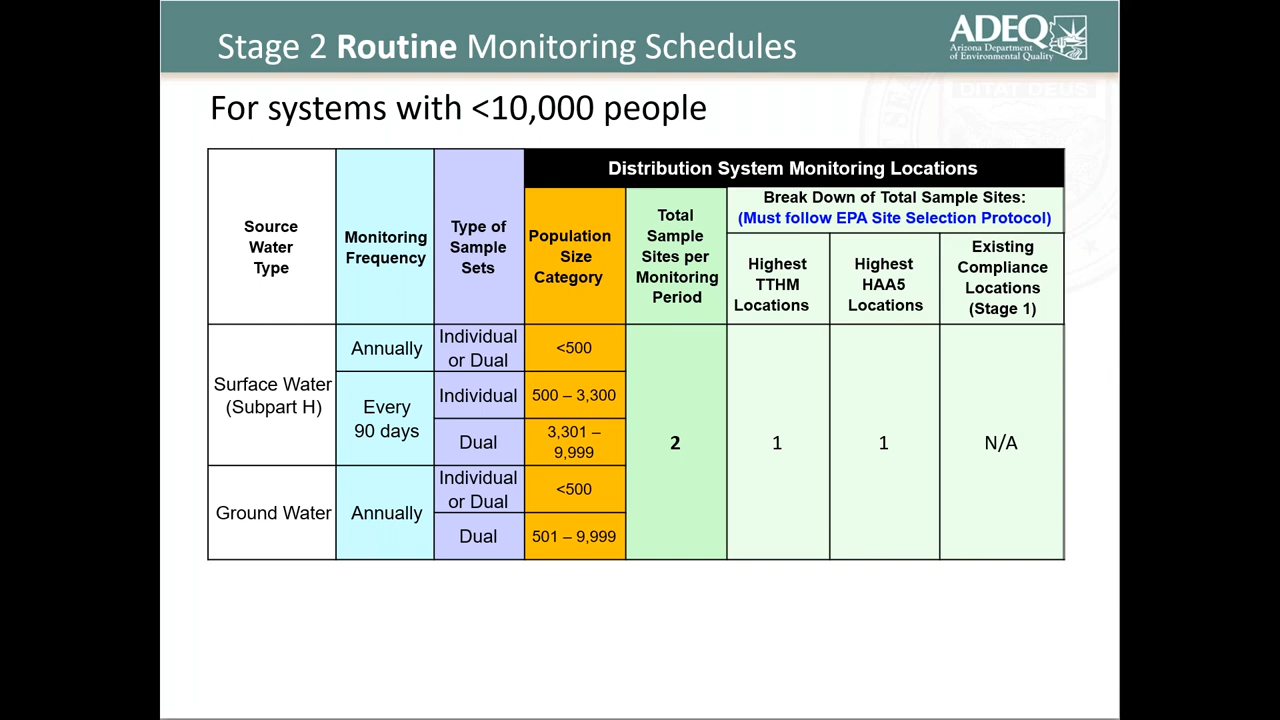 Stage 2 Routine Monitoring Schedules
ADEQ
Arizona Department
of Environmental Quality
DITAT DEUS
For systems with <10,000 people
Distribution System Monitoring Locations
Source
Water
Type
Monitoring
Frequency
Type of
Sample
Sets
Population
Size
Category
Total
Sample
Sites per
Monitoring
Period
Break Down of Total Sample Sites:
(Must follow EPA Site Selection Protocol)
Highest
TTHM
Locations
Highest
HAA5
Locations
Existing
Compliance
Locations
(Stage 1)
Surface Water
(Subpart H)
Annually
Individual
or Dual
<500
Every
90 days
Individual
500 – 3,300
Dual
3,301 –
9,999
2
1
1
N/A
Ground Water
Annually
Individual
or Dual
<500
Dual
501 – 9,999